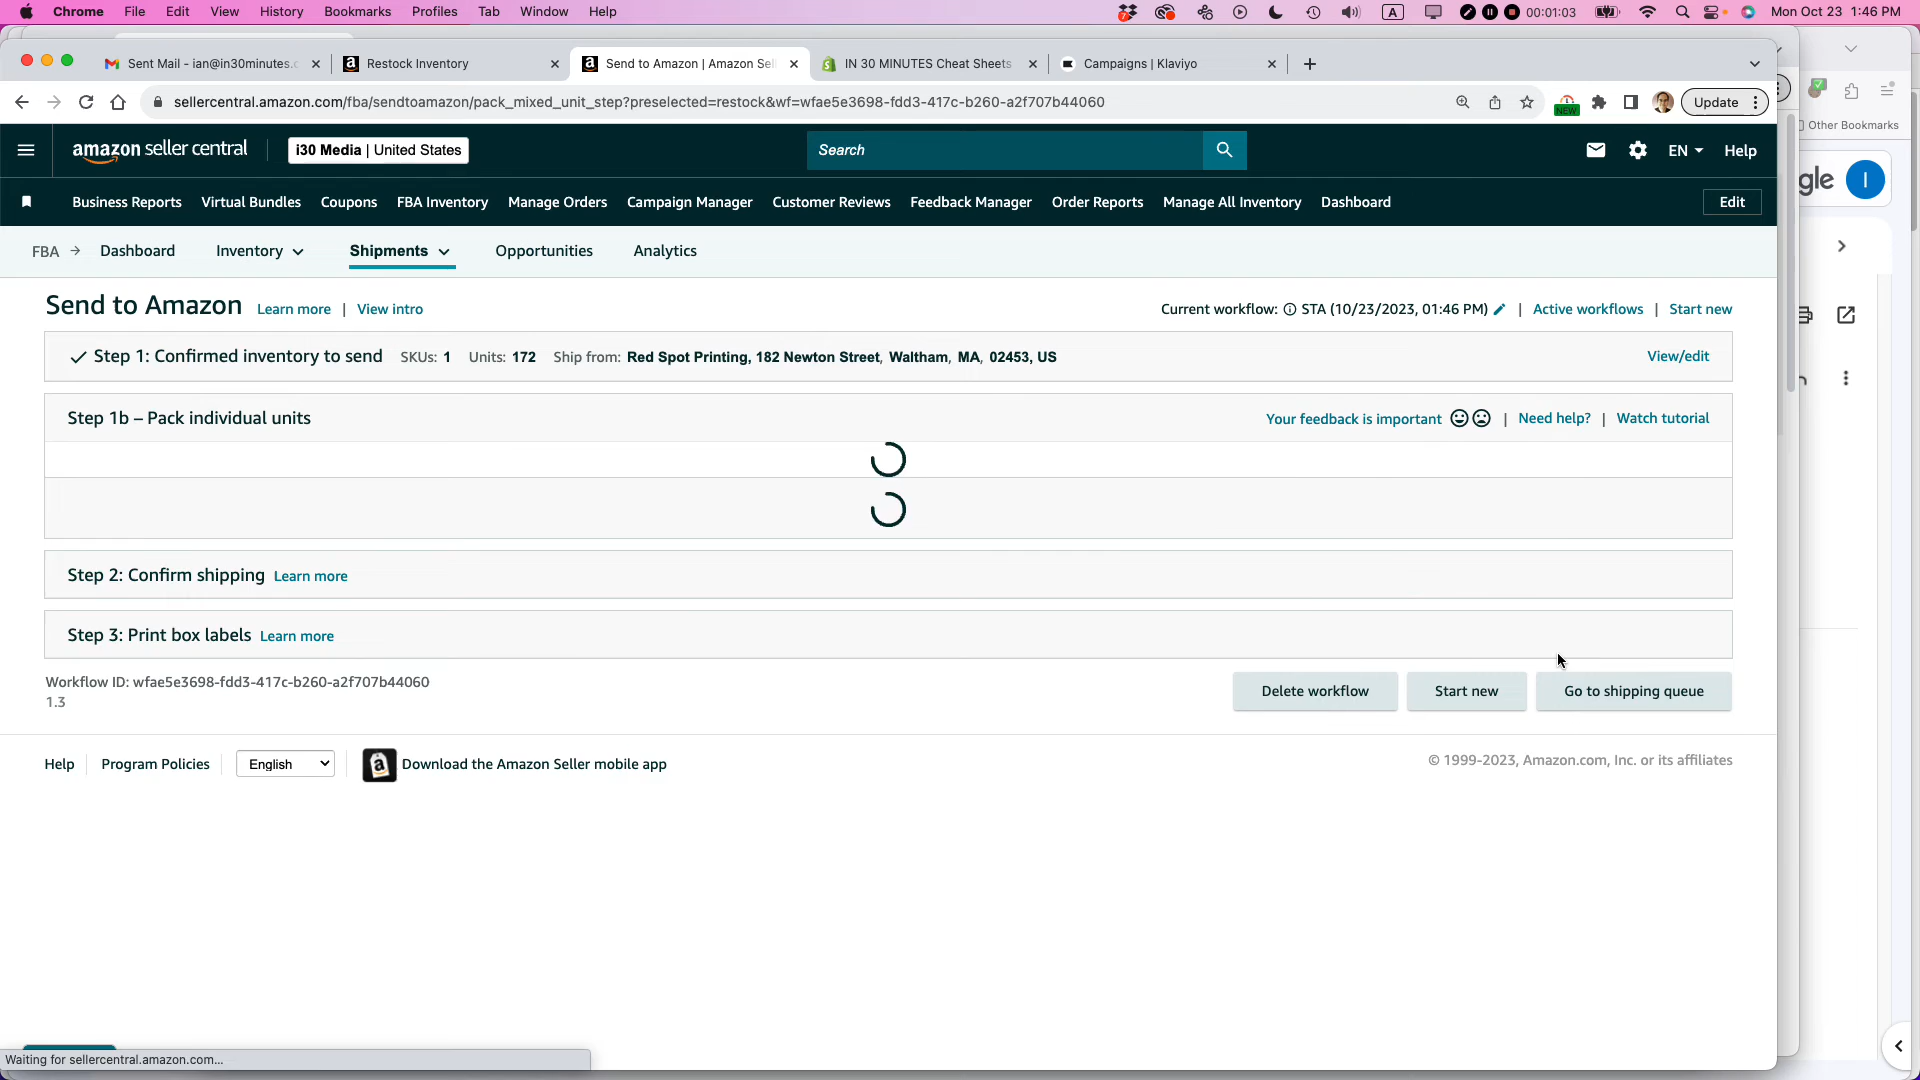 Chrome File Edit View History Bookmarks Profiles Tab Window Help 7 A 00:01:03 Mon Oct 23 1:46 PM
Sent Mail - ian@in30minutes.c Restock Inventory Send to Amazon | Amazon Sel IN 30 MINUTES Cheat Sheets Campaigns | Klaviyo
sellercentral.amazon.com/fba/sendtoamazon/pack_mixed_unit_step?preselected=restock&wf=wfae5e3698-fdd3-417c-b260-a2f707b44060 NEW Update
Other Bookmarks
amazon seller central i30 Media | United States Search EN Help
gle I
Business Reports Virtual Bundles Coupons FBA Inventory Manage Orders Campaign Manager Customer Reviews Feedback Manager Order Reports Manage All Inventory Dashboard Edit
FBA Dashboard Inventory Shipments Opportunities Analytics
Send to Amazon Learn more | View intro Current workflow: STA (10/23/2023, 01:46 PM) | Active workflows | Start new
Step 1: Confirmed inventory to send SKUs: 1 Units: 172 Ship from: Red Spot Printing, 182 Newton Street, Waltham, MA, 02453, US View/edit
Step 1b – Pack individual units Your feedback is important | Need help? | Watch tutorial
Step 2: Confirm shipping Learn more
Step 3: Print box labels Learn more
Workflow ID: wfae5e3698-fdd3-417c-b260-a2f707b44060 Delete workflow Start new Go to shipping queue
1.3
Help Program Policies English Download the Amazon Seller mobile app © 1999-2023, Amazon.com, Inc. or its affiliates
Waiting for sellercentral.amazon.com...